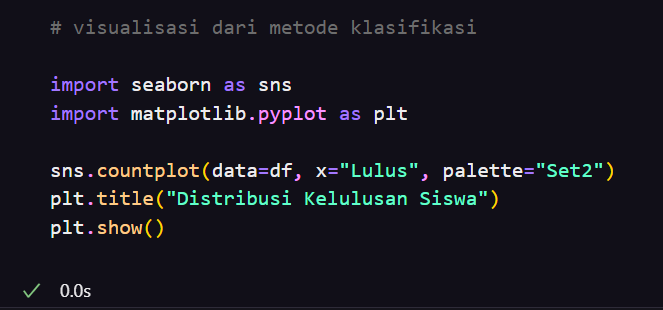 # visualisasi dari metode klasifikasi
import seaborn as sns
import matplotlib.pyplot as plt
sns.countplot(data=df, x="Lulus", palette="Set2")
plt.title("Distribusi Kelulusan Siswa")
plt.show()
0.0s